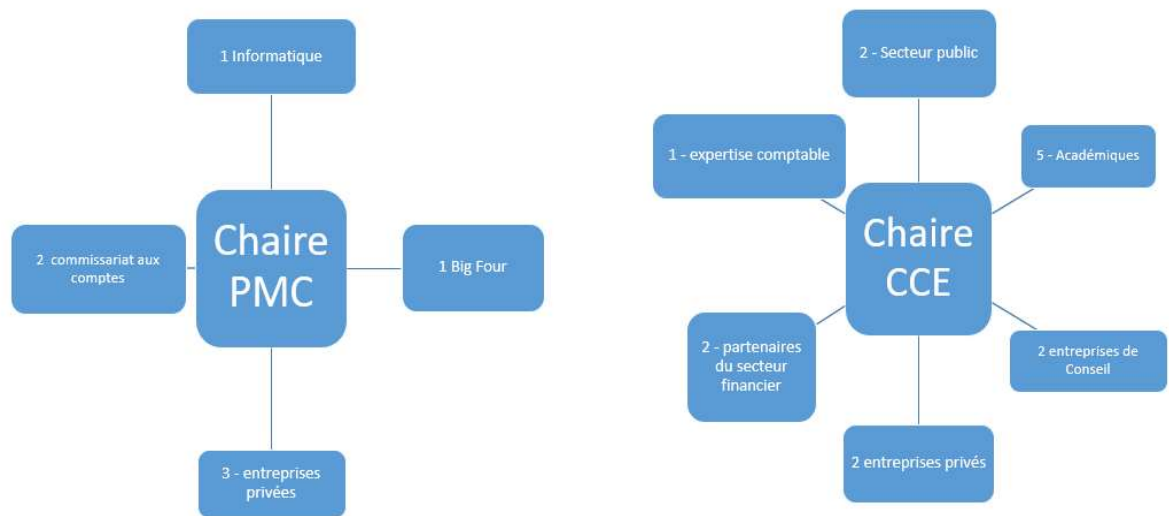 1 Informatique
Chaire
PMC
2 commissariat aux
comptes
1 Big Four
3 - entreprises
privées
2 - Secteur public
1 - expertise comptable
5 - Académiques
Chaire
CCE
2 - partenaires
du secteur
financier
2 entreprises de
Conseil
2 entreprises privés